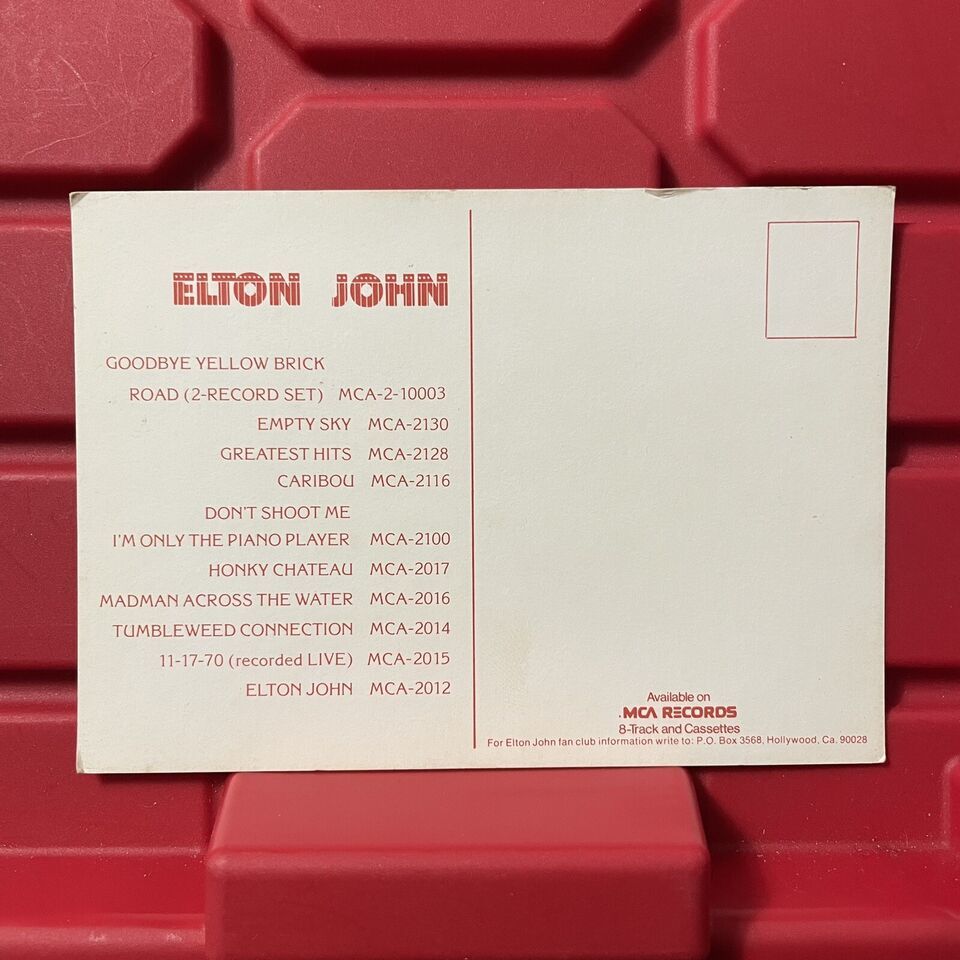 ELTON JOHN
GOODBYE YELLOW BRICK
ROAD (2-RECORD SET) MCA-2-10003
EMPTY SKY MCA-2130
GREATEST HITS MCA-2128
CARIBOU MCA-2116
DON'T SHOOT ME
I'M ONLY THE PIANO PLAYER MCA-2100
HONKY CHATEAU MCA-2017
MADMAN ACROSS THE WATER MCA-2016
TUMBLEWEED CONNECTION MCA-2014
11-17-70 (recorded LIVE) MCA-2015
ELTON JOHN MCA-2012
Available on
MCA RECORDS
8-Track and Cassettes
For Elton John fan club information write to: P.O. Box 3568, Hollywood, Ca. 90028